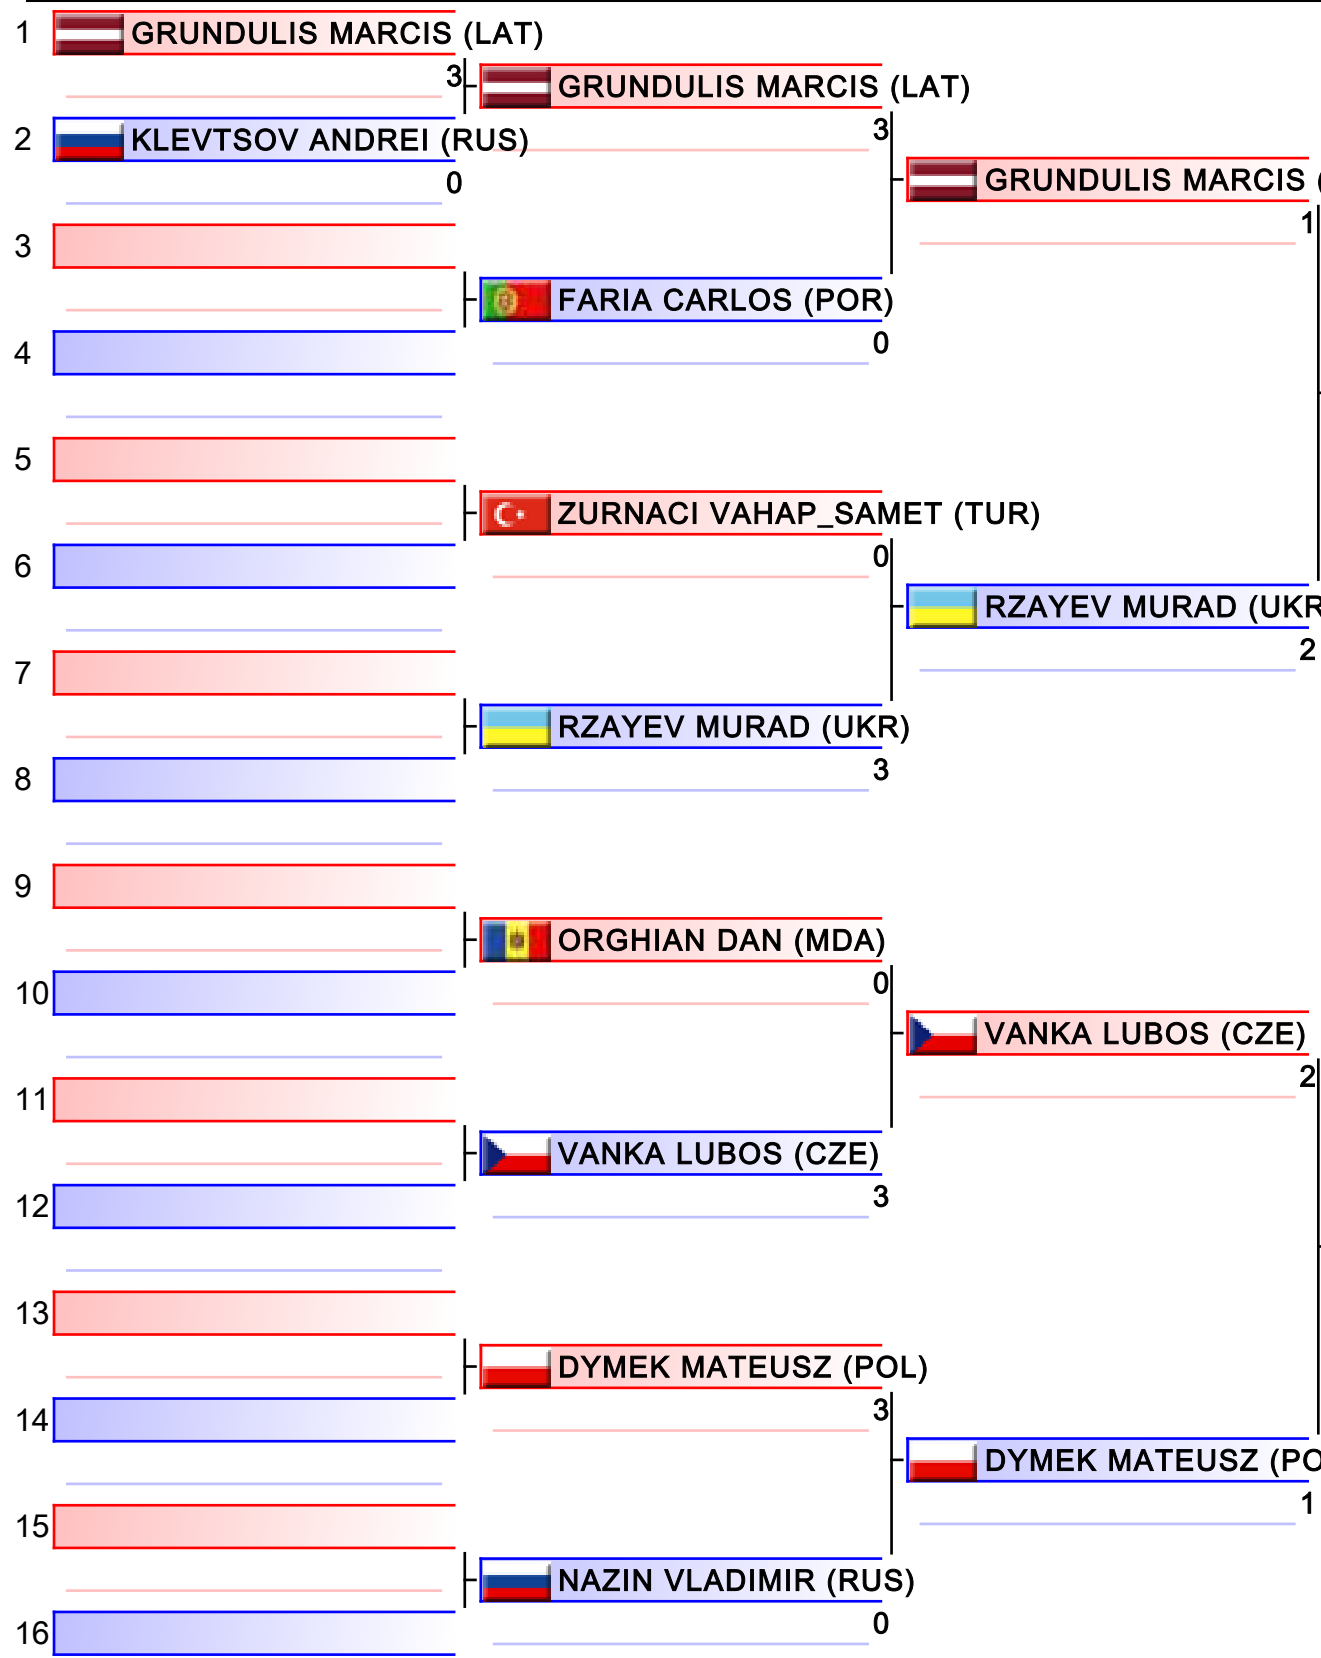 1 GRUNDULIS MARCIS (LAT)
3
GRUNDULIS MARCIS (LAT)
3
2 KLEVTSOV ANDREI (RUS)
0
GRUNDULIS MARCIS (
1
3
FARIA CARLOS (POR)
0
4
5
ZURNACI VAHAP_SAMET (TUR)
0
6
RZAYEV MURAD (UKR
2
7
RZAYEV MURAD (UKR)
3
8
9
ORGHIAN DAN (MDA)
0
10
VANKA LUBOS (CZE)
2
11
VANKA LUBOS (CZE)
3
12
13
DYMEK MATEUSZ (POL)
3
14
DYMEK MATEUSZ (PO
1
15
NAZIN VLADIMIR (RUS)
0
16